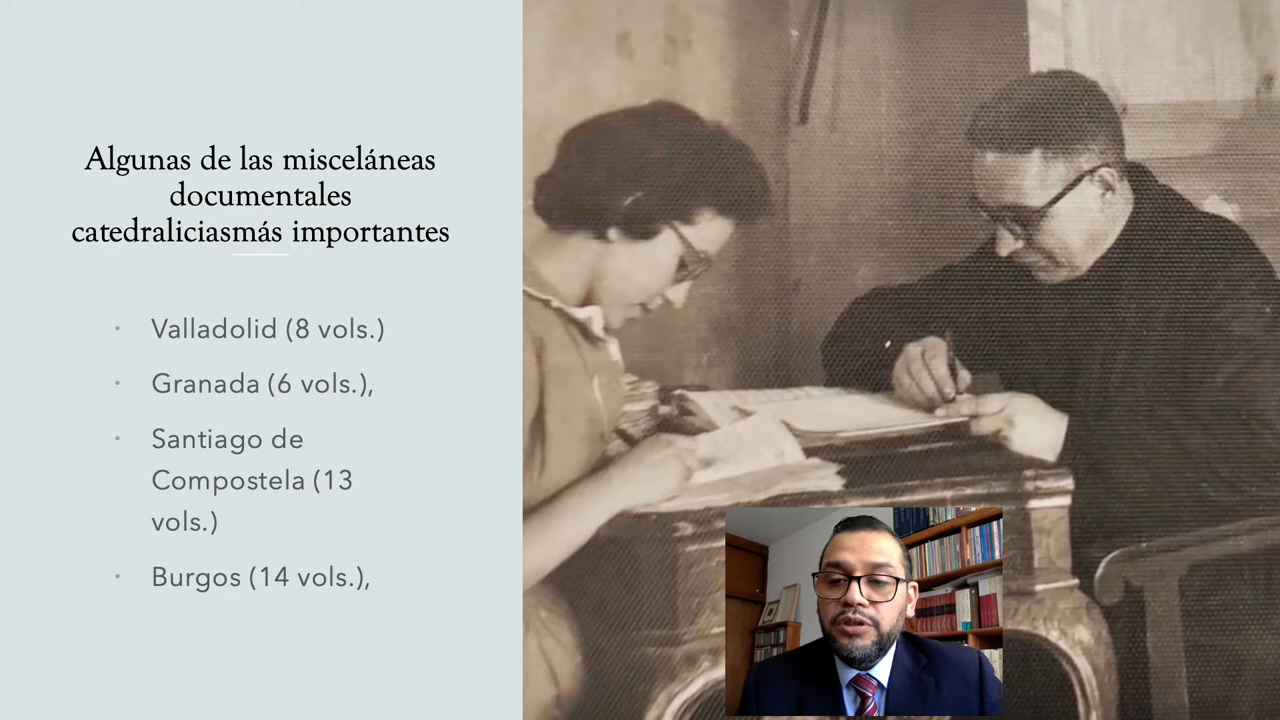 Algunas de las misceláneas
documentales
catedraliciasmás importantes
· Valladolid (8 vols.)
· Granada (6 vols.),
· Santiago de
Compostela (13
vols.)
· Burgos (14 vols.),